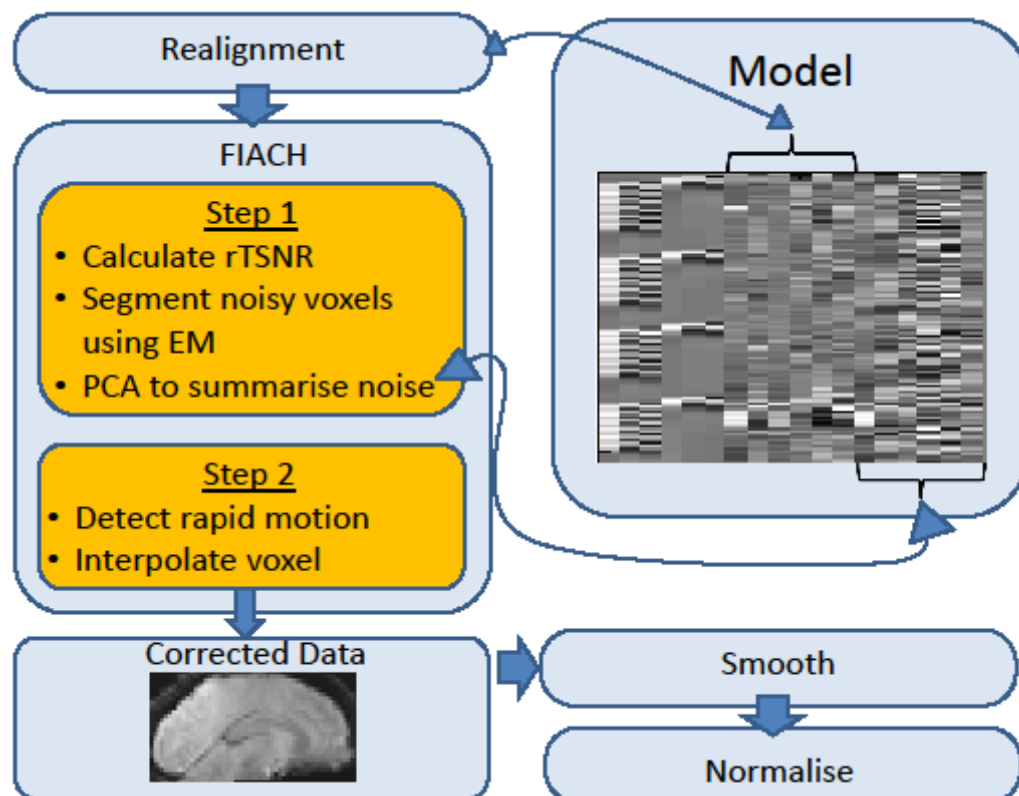 Realignment
FIACH
Step 1
• Calculate rTSNR
• Segment noisy voxels
using EM
• PCA to summarise noise
Step 2
• Detect rapid motion
• Interpolate voxel
Corrected Data
Model
Smooth
Normalise